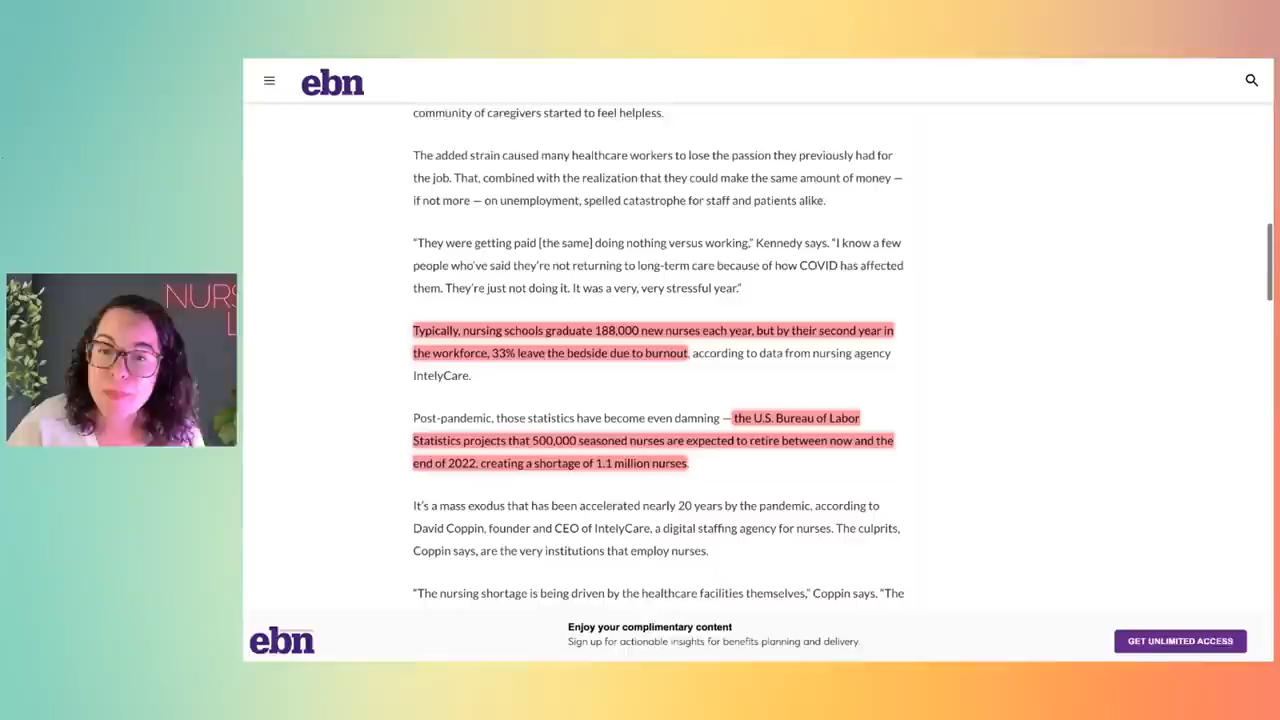 ebn
community of caregivers started to feel helpless.
The added strain caused many healthcare workers to lose the passion they previously had for
the job. That, combined with the realization that they could make the same amount of money —
if not more — on unemployment, spelled catastrophe for staff and patients alike.
“They were getting paid [the same] doing nothing versus working,” Kennedy says. “I know a few
people who’ve said they’re not returning to long-term care because of how COVID has affected
them. They’re just not doing it. It was a very, very stressful year.”
NURS
L
Typically, nursing schools graduate 188,000 new nurses each year, but by their second year in
the workforce, 33% leave the bedside due to burnout, according to data from nursing agency
IntelyCare.
Post-pandemic, those statistics have become even damning — the U.S. Bureau of Labor
Statistics projects that 500,000 seasoned nurses are expected to retire between now and the
end of 2022, creating a shortage of 1.1 million nurses.
It’s a mass exodus that has been accelerated nearly 20 years by the pandemic, according to
David Coppin, founder and CEO of IntelyCare, a digital staffing agency for nurses. The culprits,
Coppin says, are the very institutions that employ nurses.
“The nursing shortage is being driven by the healthcare facilities themselves,” Coppin says. “The
ebn
Enjoy your complimentary content
Sign up for actionable insights for benefits planning and delivery.
GET UNLIMITED ACCESS